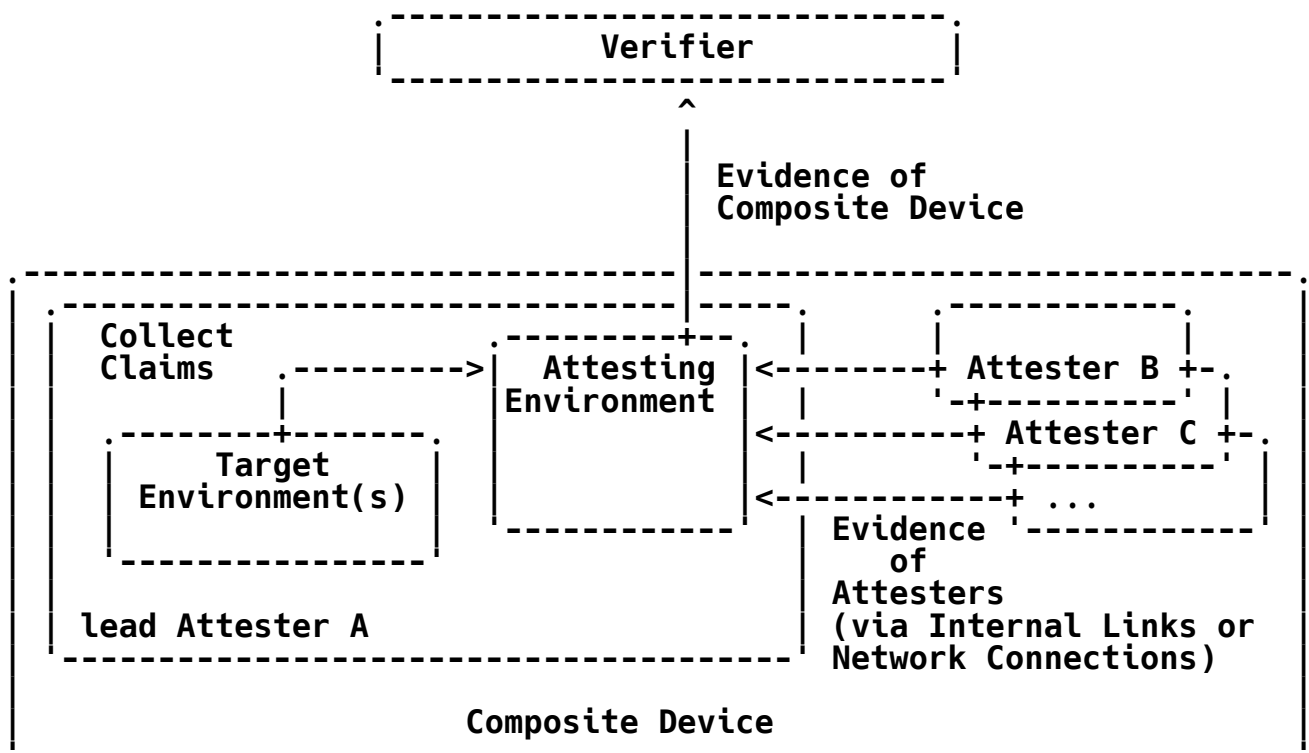 Verifier
Evidence of
Composite Device
Collect
Claims
Attesting
Environment
Attester B
Attester C
...
Target
Environment(s)
Evidence
of
Attesters
(via Internal Links or
Network Connections)
lead Attester A
Composite Device